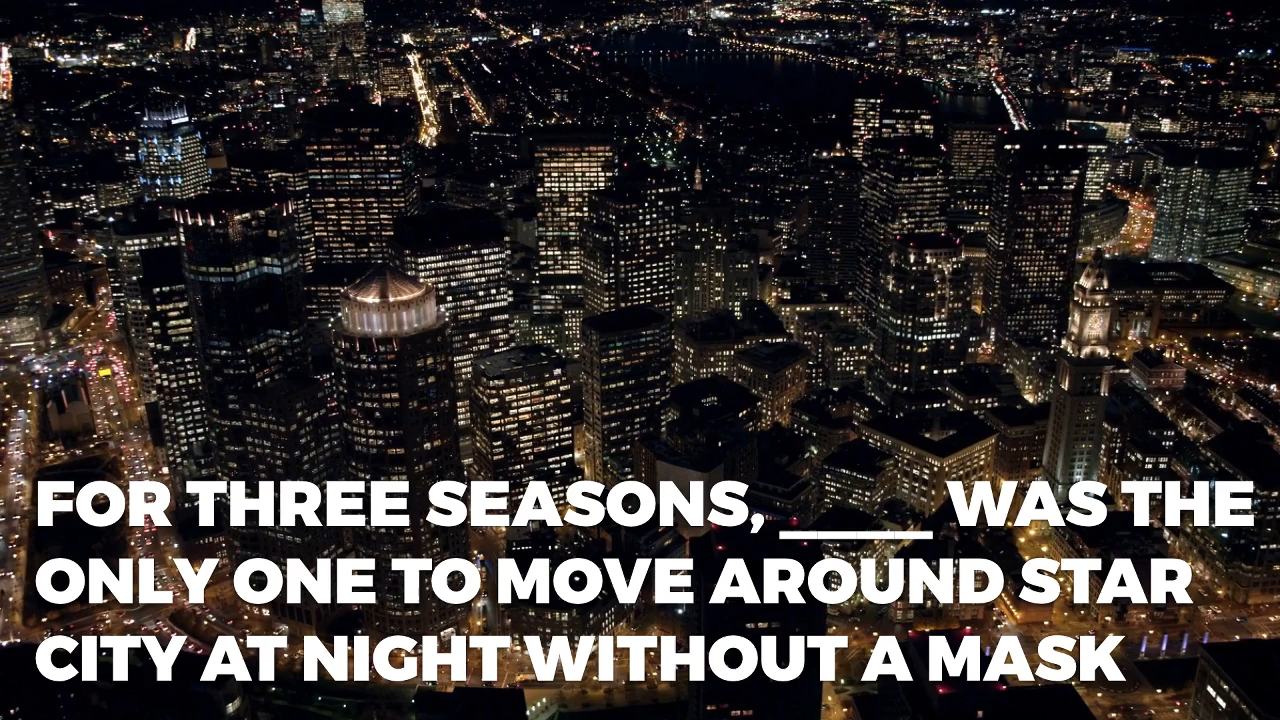 FOR THREE SEASONS, _____ WAS THE
ONLY ONE TO MOVE AROUND STAR
CITY AT NIGHT WITHOUT A MASK